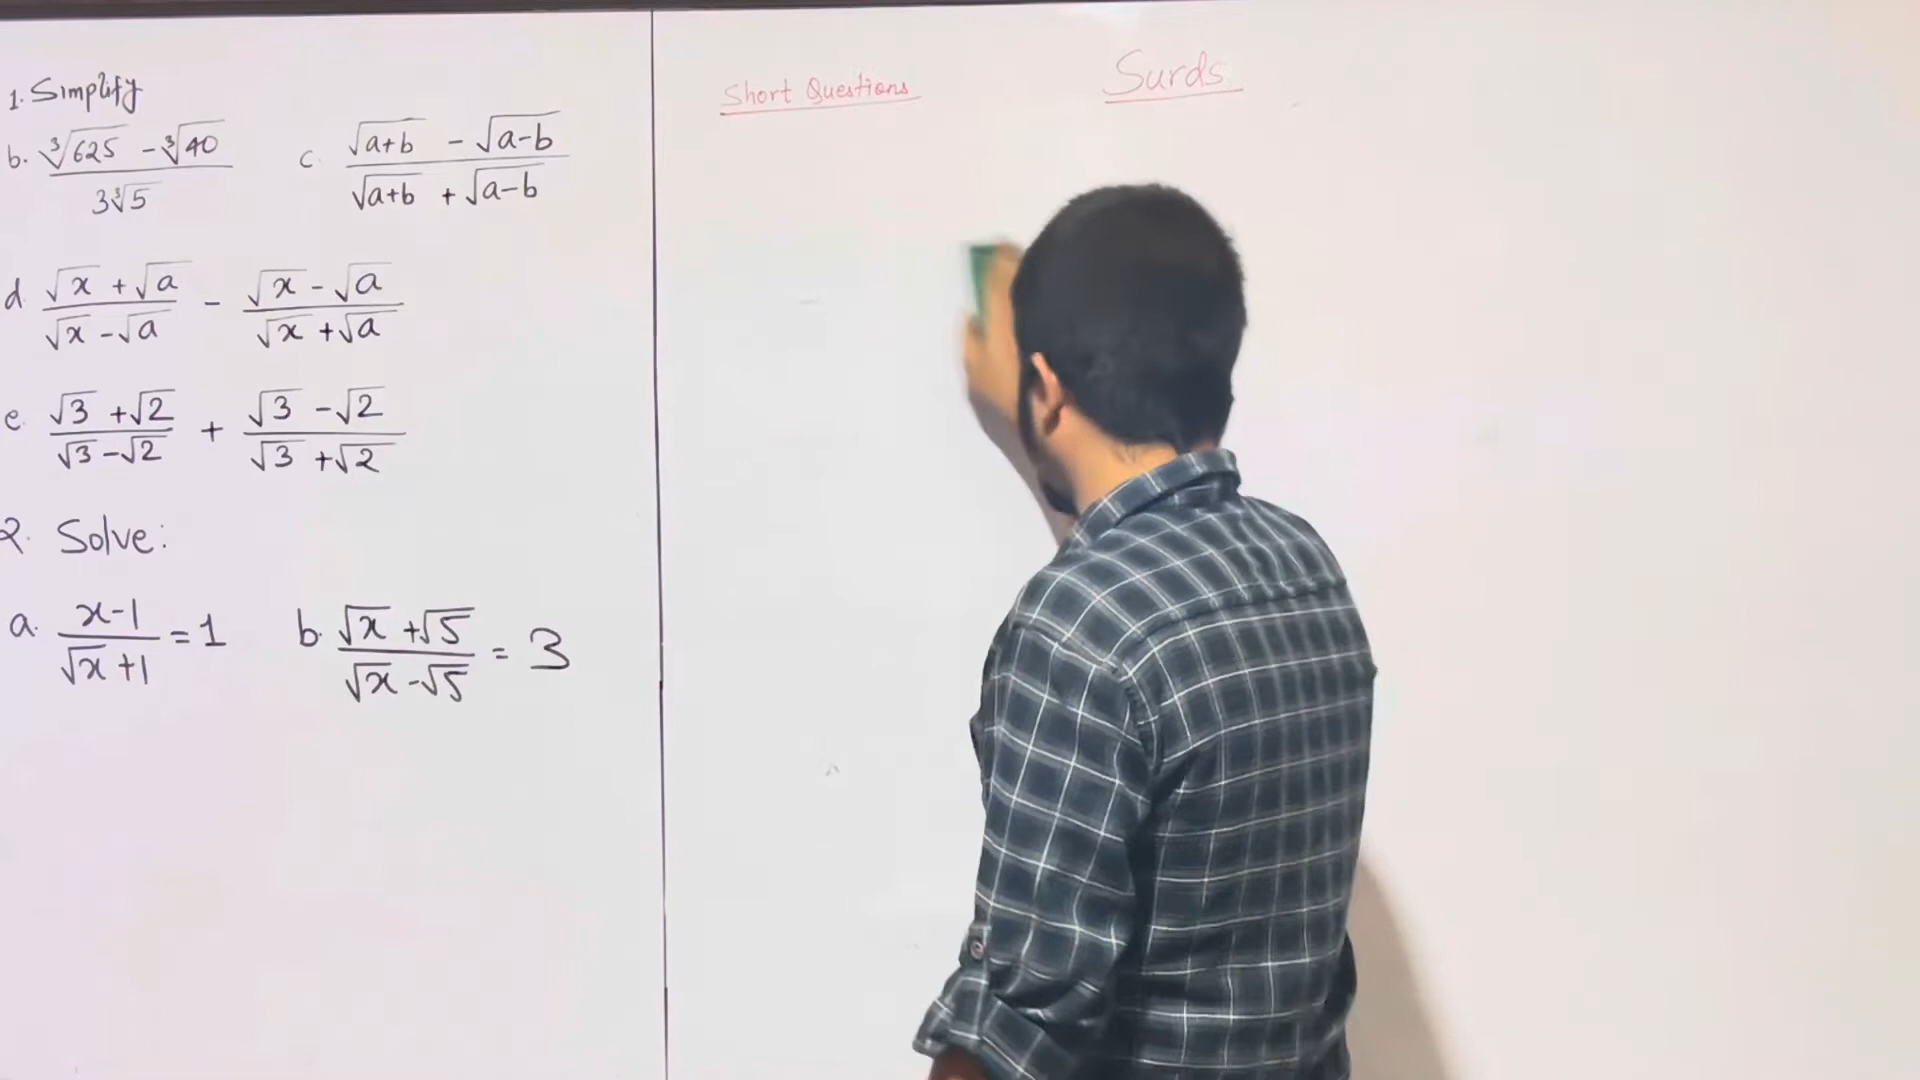 1. Simplify
b. (∛625 - ∛40) / (3∛5)
c. (√(a+b) - √(a-b)) / (√(a+b) + √(a-b))
d (√x + √a) / (√x - √a) - (√x - √a) / (√x + √a)
e. (√3 + √2) / (√3 - √2) + (√3 - √2) / (√3 + √2)
2. Solve:
a. (x-1) / (√x + 1) = 1
b. (√x + √5) / (√x - √5) = 3
Short Questions
Surds